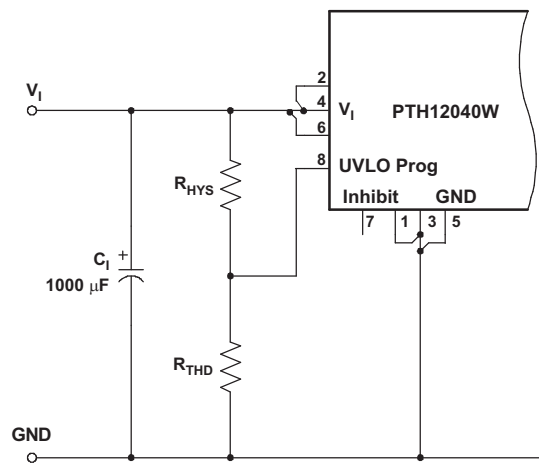 2
V_I
4
V_I
PTH12040W
6
8
UVLO Prog
R_HYS
Inhibit
GND
7
1
3
5
+
C_I
1000 μF
R_THD
GND